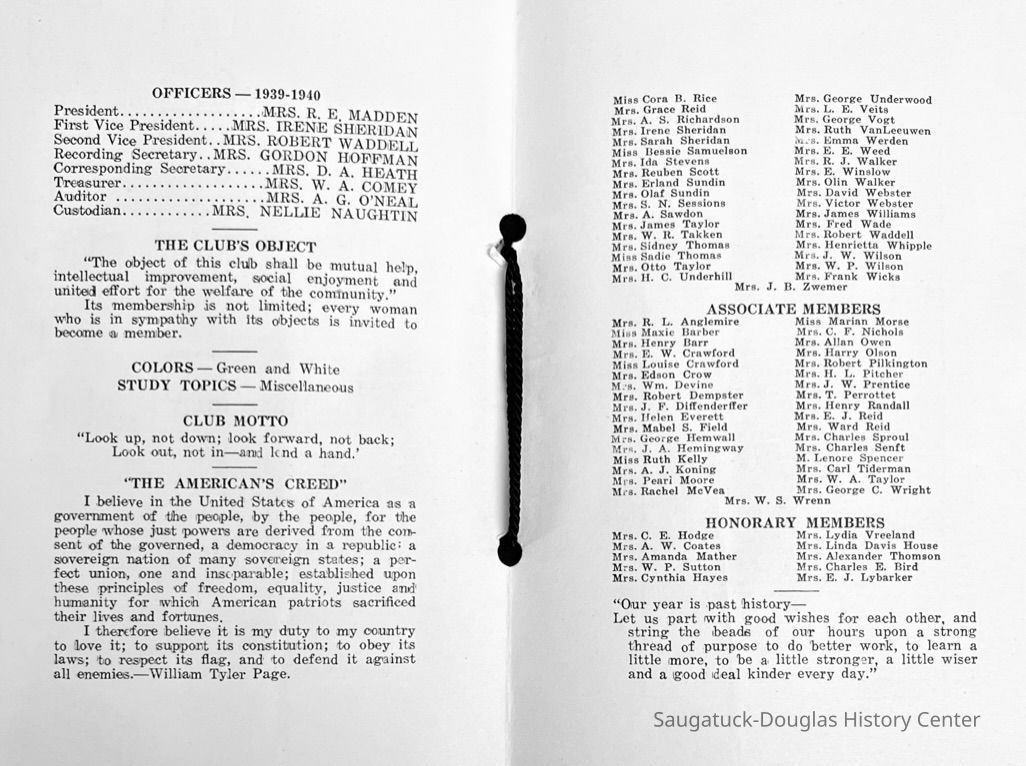 OFFICERS — 1939-1940
President..................MRS. R. E. MADDEN
First Vice President.....MRS. IRENE SHERIDAN
Second Vice President..MRS. ROBERT WADDELL
Recording Secretary..MRS. GORDON HOFFMAN
Corresponding Secretary......MRS. D. A. HEATH
Treasurer..................MRS. W. A. COMEY
Auditor ...................MRS. A. G. O'NEAL
Custodian............MRS. NELLIE NAUGHTIN
THE CLUB'S OBJECT
"The object of this club shall be mutual help,
intellectual improvement, social enjoyment and
united effort for the welfare of the community."
Its membership is not limited; every woman
who is in sympathy with its objects is invited to
become a member.
COLORS — Green and White
STUDY TOPICS — Miscellaneous
CLUB MOTTO
"Look up, not down; look forward, not back;
Look out, not in—and lend a hand.'
"THE AMERICAN'S CREED"
I believe in the United States of America as a
government of the people, by the people, for the
people whose just powers are derived from the con-
sent of the governed, a democracy in a republic: a
sovereign nation of many sovereign states; a per-
fect union, one and inseparable; established upon
these principles of freedom, equality, justice and
humanity for which American patriots sacrificed
their lives and fortunes.
I therefore believe it is my duty to my country
to love it; to support its constitution; to obey its
laws; to respect its flag, and to defend it against
all enemies.—William Tyler Page.
Miss Cora B. Rice
Mrs. Grace Reid
Mrs. A. S. Richardson
Mrs. Irene Sheridan
Mrs. Sarah Sheridan
Miss Bessie Samuelson
Mrs. Ida Stevens
Mrs. Reuben Scott
Mrs. Erland Sundin
Mrs. Olaf Sundin
Mrs. S. N. Sessions
Mrs. A. Sawdon
Mrs. James Taylor
Mrs. W. R. Takken
Mrs. Sidney Thomas
Miss Sadie Thomas
Mrs. Otto Taylor
Mrs. H. C. Underhill
Mrs. George Underwood
Mrs. L. E. Veits
Mrs. George Vogt
Mrs. Ruth VanLeeuwen
Mrs. Emma Werden
Mrs. E. E. Weed
Mrs. R. J. Walker
Mrs. E. Winslow
Mrs. Olin Walker
Mrs. David Webster
Mrs. Victor Webster
Mrs. James Williams
Mrs. Fred Wade
Mrs. Robert Waddell
Mrs. Henrietta Whipple
Mrs. J. W. Wilson
Mrs. W. P. Wilson
Mrs. Frank Wicks
Mrs. J. B. Zwemer
ASSOCIATE MEMBERS
Mrs. R. L. Anglemire
Miss Maxie Barber
Mrs. Henry Barr
Mrs. E. W. Crawford
Miss Louise Crawford
Mrs. Edson Crow
Mrs. Wm. Devine
Mrs. Robert Dempster
Mrs. J. F. Diffenderffer
Mrs. Helen Everett
Mrs. Mabel S. Field
Mrs. George Hemwall
Mrs. J. A. Hemingway
Miss Ruth Kelly
Mrs. A. J. Koning
Mrs. Pearl Moore
Mrs. Rachel McVea
Miss Marian Morse
Mrs. C. F. Nichols
Mrs. Allan Owen
Mrs. Harry Olson
Mrs. Robert Pilkington
Mrs. H. L. Pitcher
Mrs. J. W. Prentice
Mrs. T. Perrottet
Mrs. Henry Randall
Mrs. E. J. Reid
Mrs. Ward Reid
Mrs. Charles Sproul
Mrs. Charles Senft
M. Lenore Spencer
Mrs. Carl Tiderman
Mrs. W. A. Taylor
Mrs. George C. Wright
Mrs. W. S. Wrenn
HONORARY MEMBERS
Mrs. C. E. Hodge
Mrs. A. W. Coates
Mrs. Amanda Mather
Mrs. W. P. Sutton
Mrs. Cynthia Hayes
Mrs. Lydia Vreeland
Mrs. Linda Davis House
Mrs. Alexander Thomson
Mrs. Charles E. Bird
Mrs. E. J. Lybarker
"Our year is past history—
Let us part with good wishes for each other, and
string the beads of our hours upon a strong
thread of purpose to do better work, to learn a
little more, to be a little stronger, a little wiser
and a good deal kinder every day."
Saugatuck-Douglas History Center